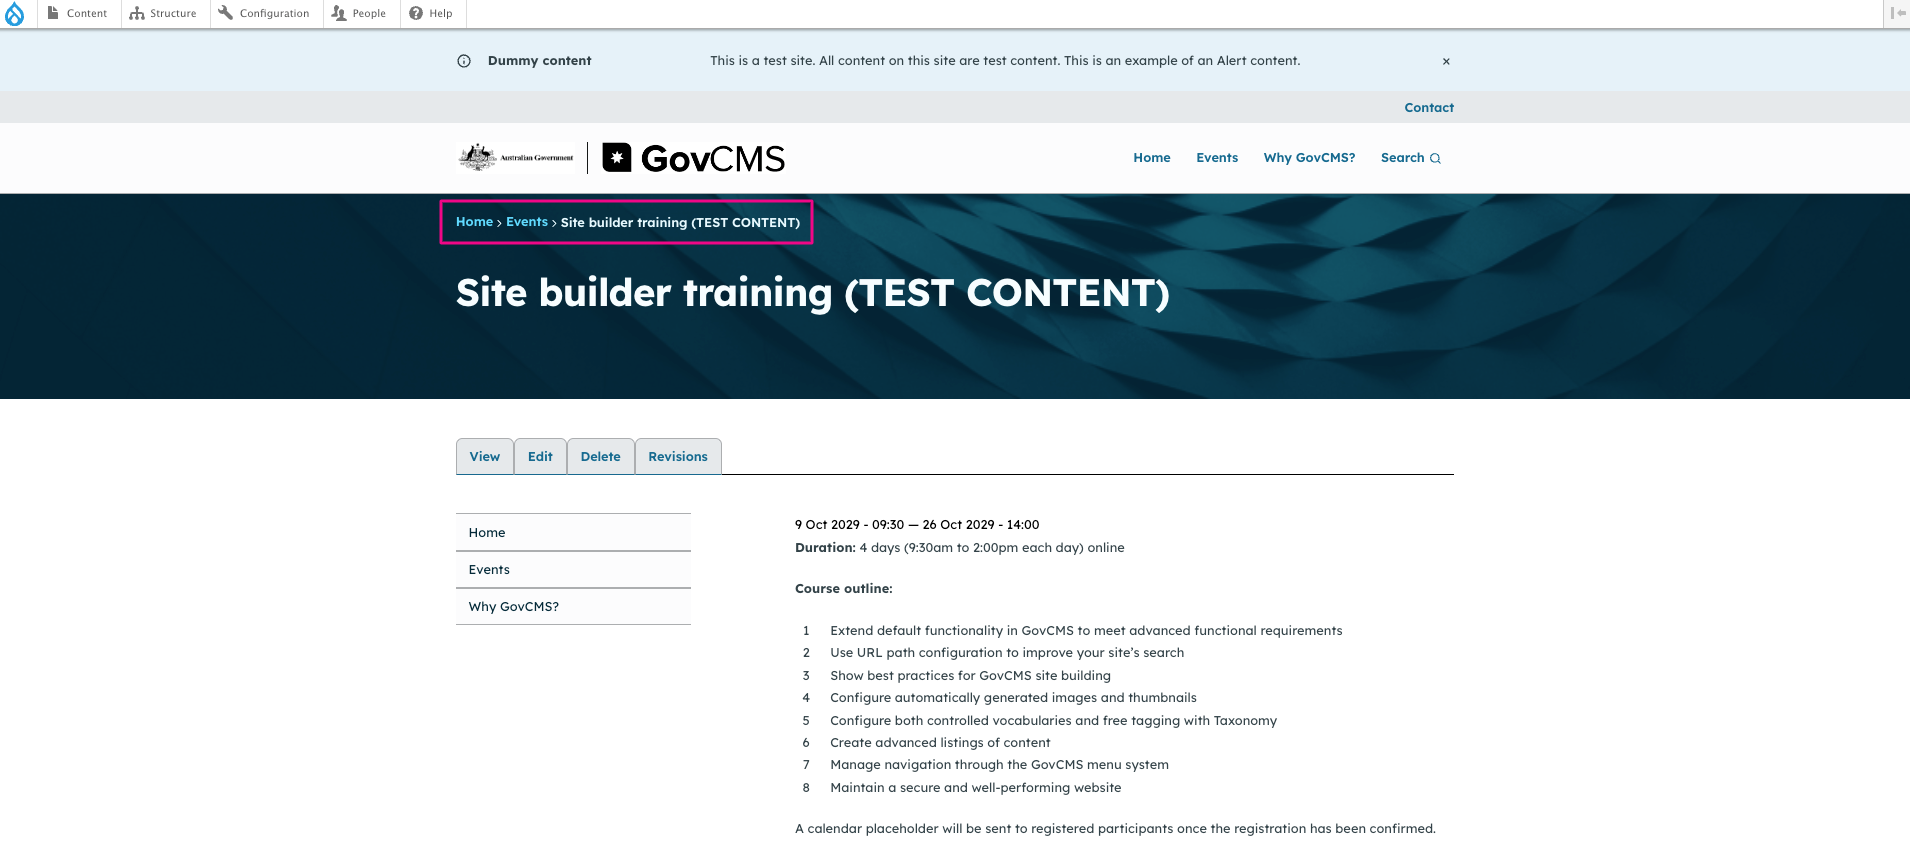 Content Structure Configuration People Help
Dummy content This is a test site. All content on this site are test content. This is an example of an Alert content. ×
Contact
Australian Government GovCMS Home Events Why GovCMS? Search
Home › Events › Site builder training (TEST CONTENT)
Site builder training (TEST CONTENT)
View Edit Delete Revisions
Home
Events
Why GovCMS?
9 Oct 2029 - 09:30 — 26 Oct 2029 - 14:00
Duration: 4 days (9:30am to 2:00pm each day) online
Course outline:
1 Extend default functionality in GovCMS to meet advanced functional requirements
2 Use URL path configuration to improve your site’s search
3 Show best practices for GovCMS site building
4 Configure automatically generated images and thumbnails
5 Configure both controlled vocabularies and free tagging with Taxonomy
6 Create advanced listings of content
7 Manage navigation through the GovCMS menu system
8 Maintain a secure and well-performing website
A calendar placeholder will be sent to registered participants once the registration has been confirmed.